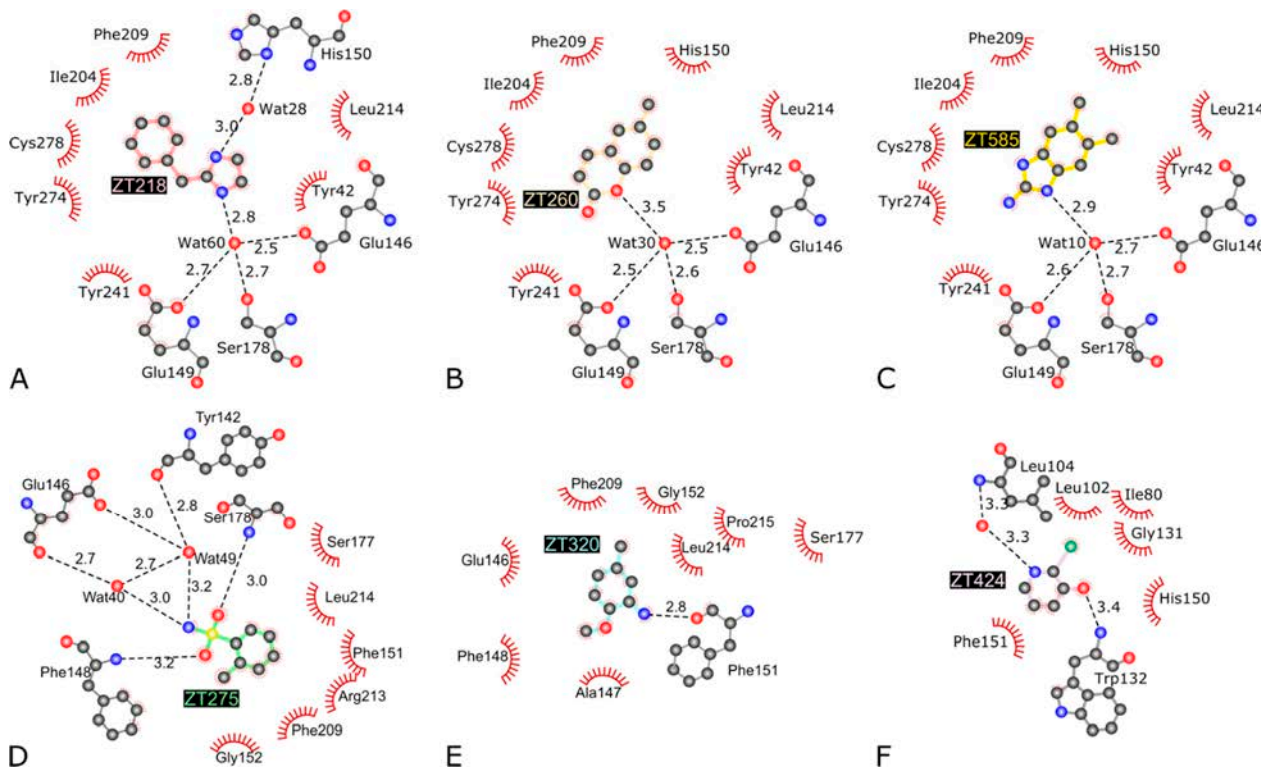 Phe209
His150
Ile204
2.8
Wat28
Leu214
3.0
Cys278
ZT218
Tyr42
Tyr274
2.8
Wat60
2.5
Glu146
2.7
2.7
Tyr241
Ser178
Glu149
A
Phe209
His150
Ile204
Leu214
Cys278
Tyr42
Tyr274
ZT260
3.5
Wat30
2.5
Glu146
2.5
2.6
Tyr241
Ser178
Glu149
B
Phe209
His150
Ile204
Leu214
ZT585
Cys278
Tyr42
Tyr274
2.9
Wat10
2.7
Glu146
2.6
2.7
Tyr241
Ser178
Glu149
C
Tyr142
Glu146
2.8
Ser178
3.0
Ser177
Wat49
2.7
2.7
3.2
3.0
Wat40
3.0
Leu214
Phe148
3.2
Phe151
ZT275
Arg213
Phe209
Gly152
D
Phe209
Gly152
Pro215
ZT320
Ser177
Leu214
Glu146
2.8
Phe148
Phe151
Ala147
E
Leu104
Leu102
Ile80
3.3
Gly131
3.3
ZT424
His150
3.4
Phe151
Trp132
F